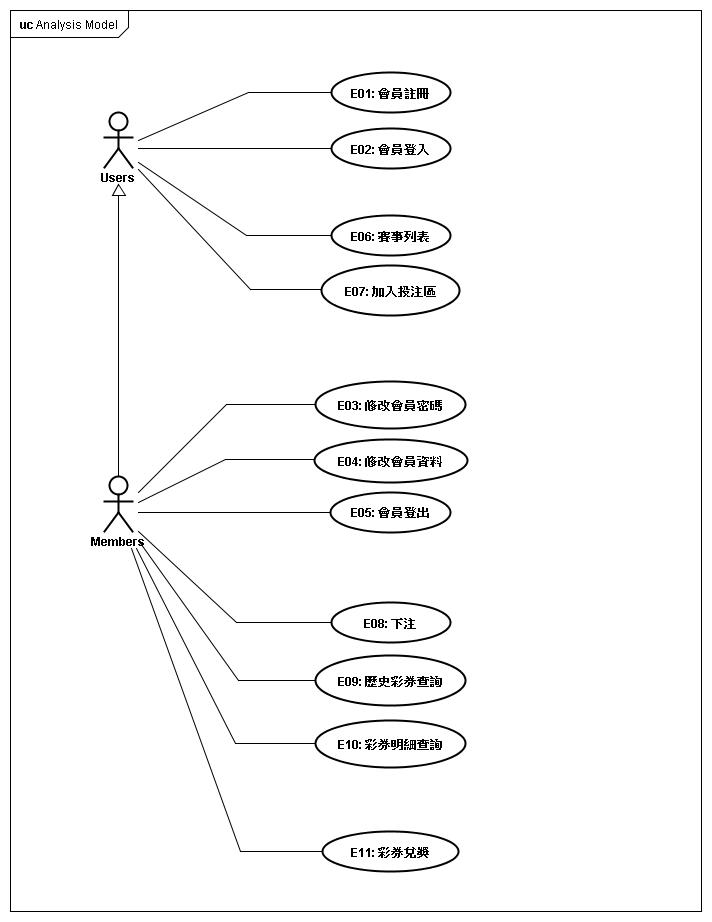 uc Analysis Model
E01: 會員註冊
E02: 會員登入
Users
E06: 賽事列表
E07: 加入投注區
E03: 修改會員密碼
E04: 修改會員資料
E05: 會員登出
Members
E08: 下注
E09: 歷史彩券查詢
E10: 彩券明細查詢
E11: 彩券兌獎